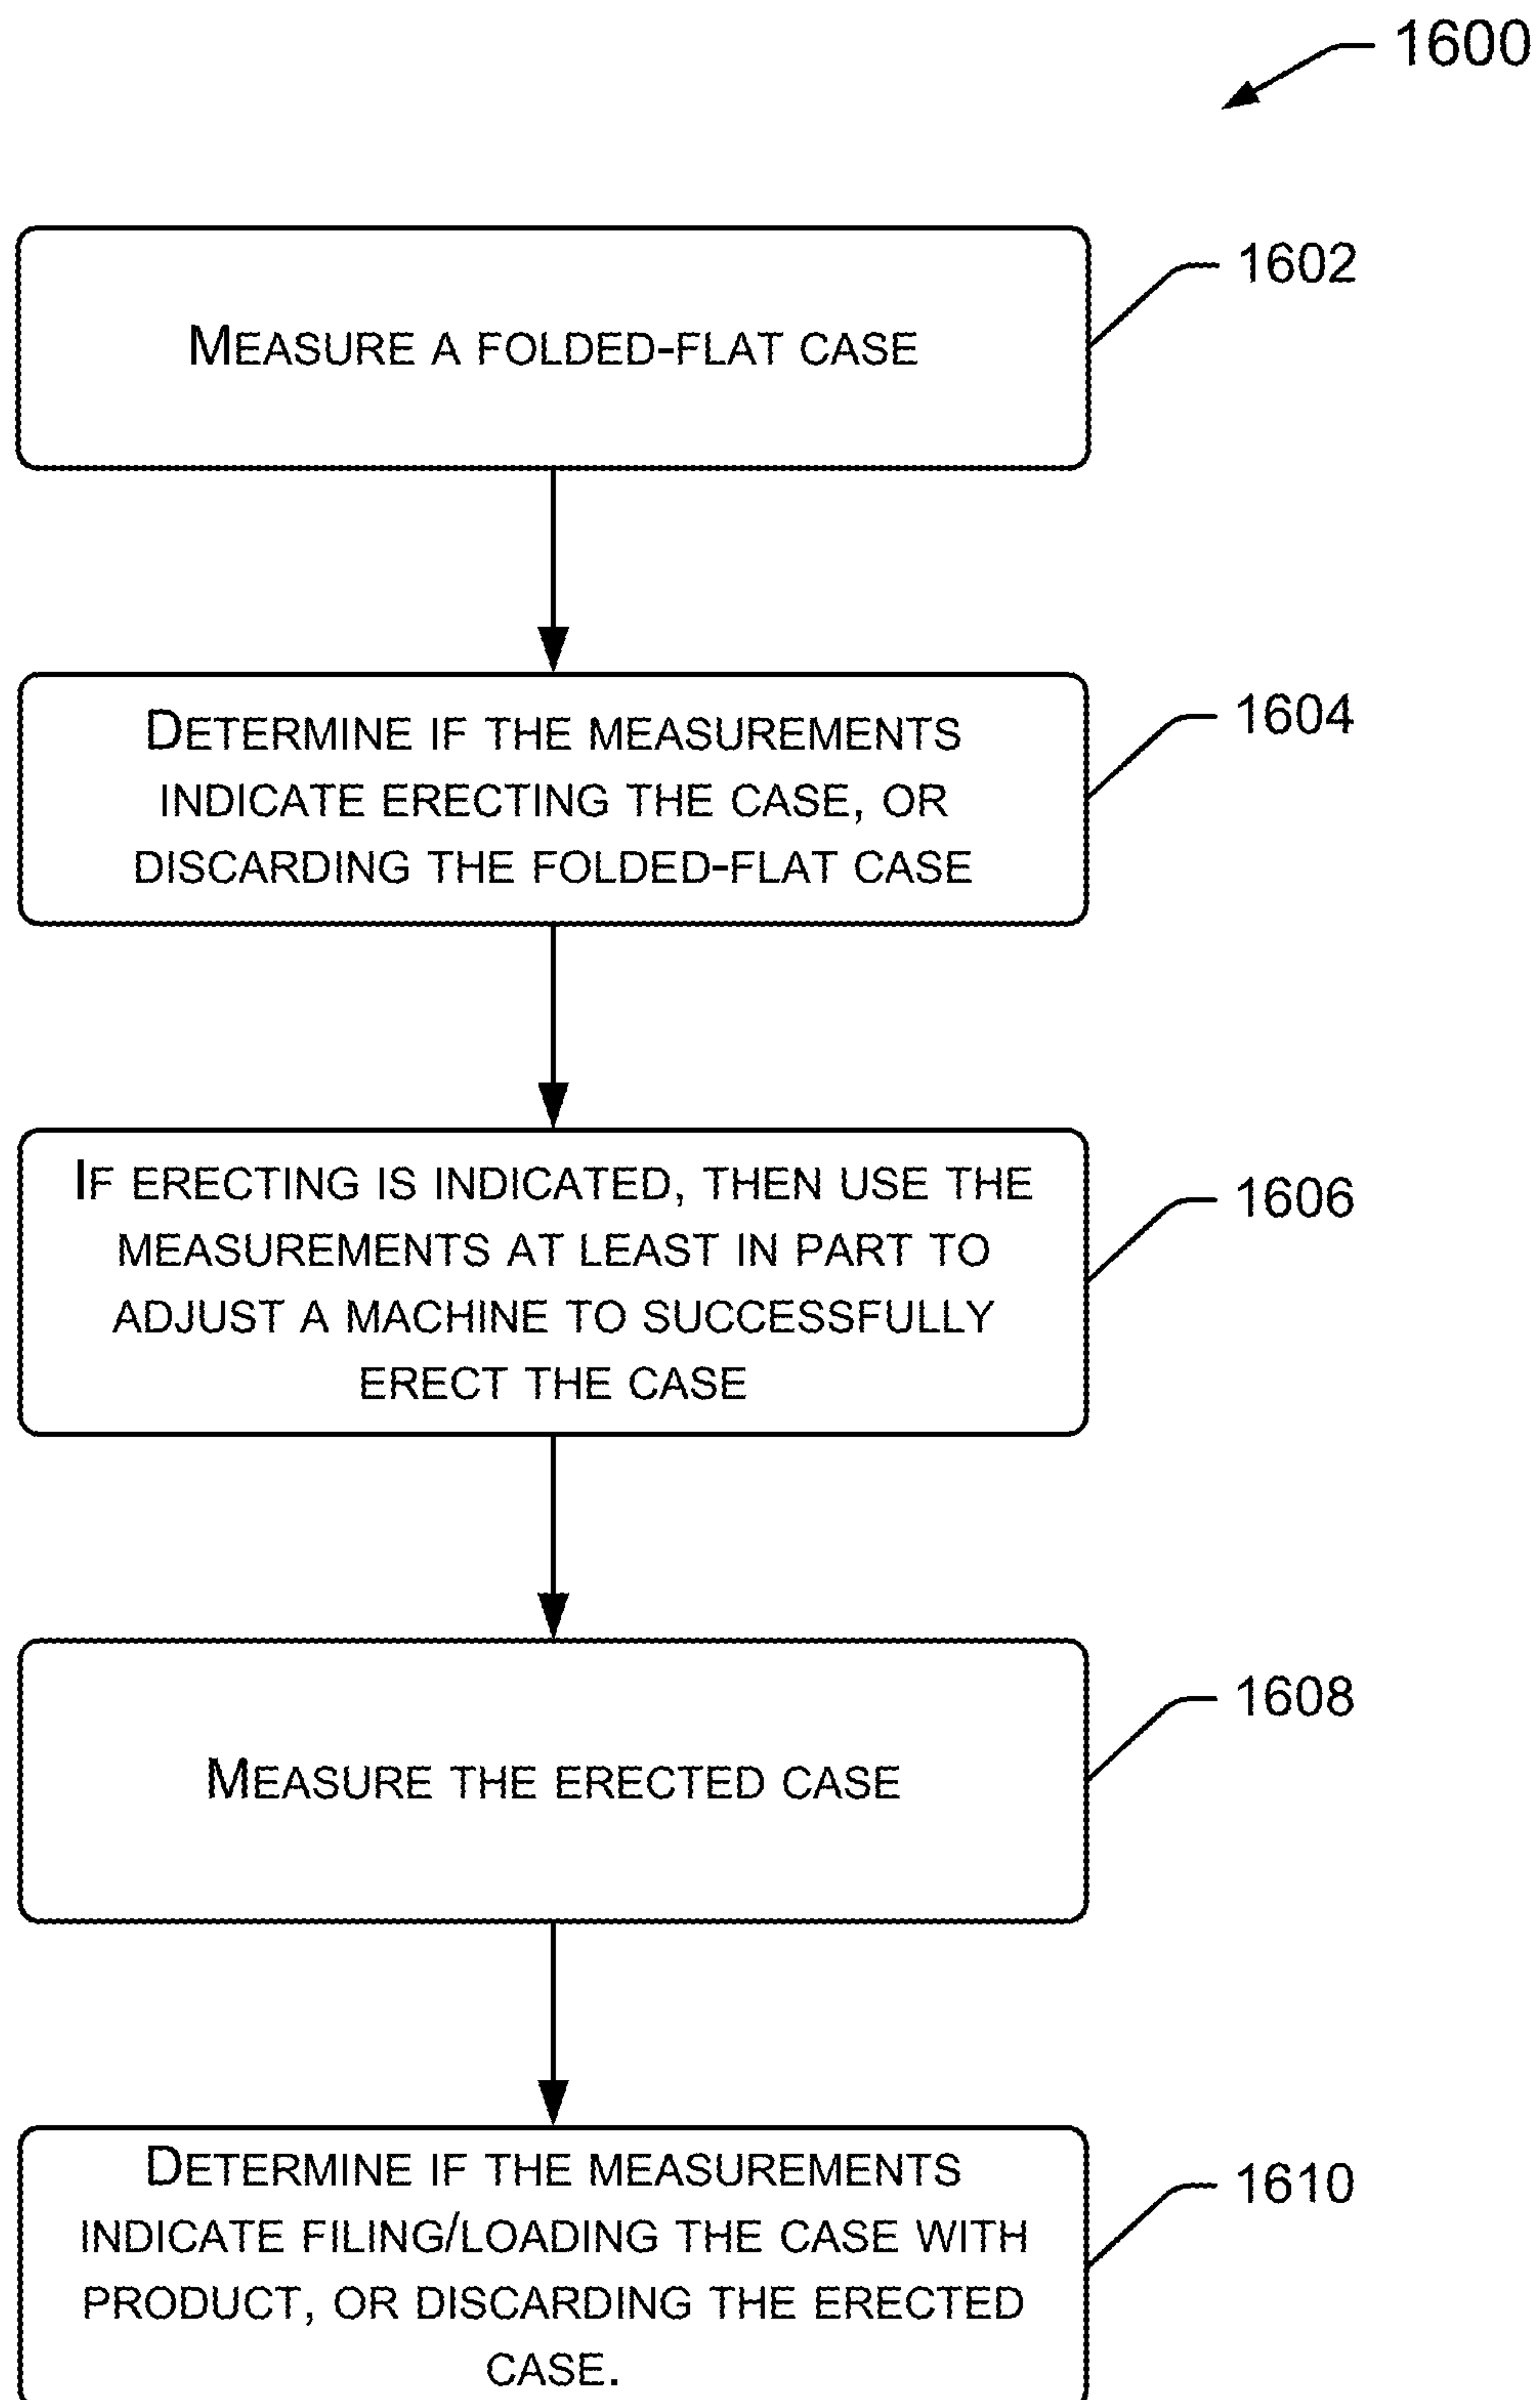 1600
MEASURE A FOLDED-FLAT CASE
1602
DETERMINE IF THE MEASUREMENTS
INDICATE ERECTING THE CASE, OR
DISCARDING THE FOLDED-FLAT CASE
1604
IF ERECTING IS INDICATED, THEN USE THE
MEASUREMENTS AT LEAST IN PART TO
ADJUST A MACHINE TO SUCCESSFULLY
ERECT THE CASE
1606
MEASURE THE ERECTED CASE
1608
DETERMINE IF THE MEASUREMENTS
INDICATE FILING/LOADING THE CASE WITH
PRODUCT, OR DISCARDING THE ERECTED
CASE.
1610